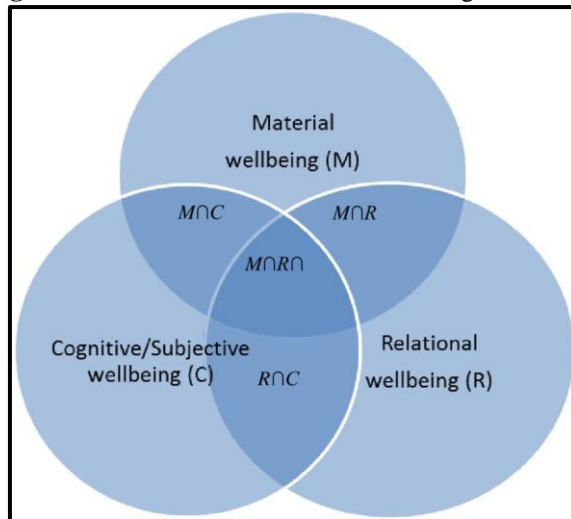 Material
wellbeing (M)
M∩C
M∩R
M∩R∩
Cognitive/Subjective
wellbeing (C)
Relational
wellbeing (R)
R∩C